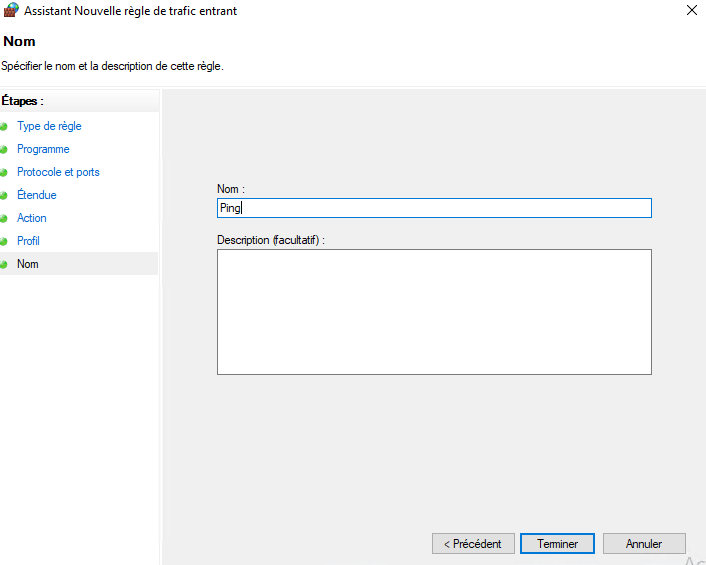 Assistant Nouvelle règle de trafic entrant
Nom
Spécifier le nom et la description de cette règle.
Étapes :
Type de règle
Programme
Protocole et ports
Étendue
Action
Profil
Nom
Nom :
Ping
Description (facultatif) :
< Précédent
Terminer
Annuler